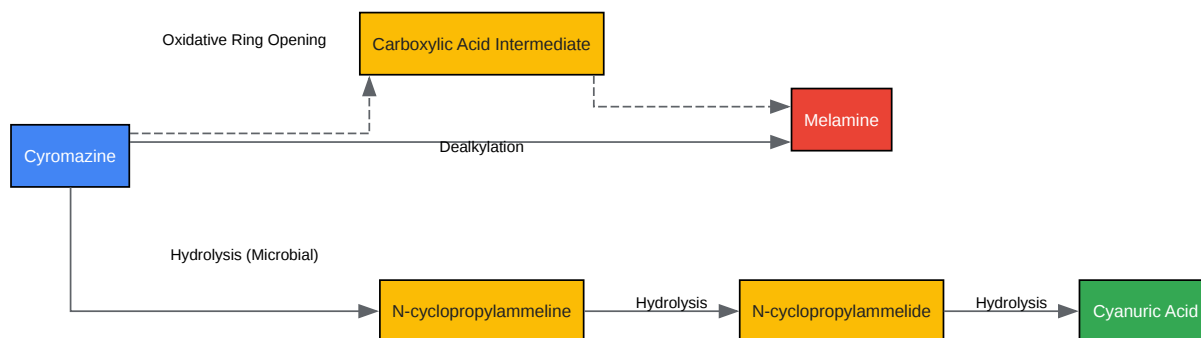 Oxidative Ring Opening
Carboxylic Acid Intermediate
Melamine
Dealkylation
Cyromazine
Hydrolysis (Microbial)
N-cyclopropylammeline
Hydrolysis
N-cyclopropylammelide
Hydrolysis
Cyanuric Acid